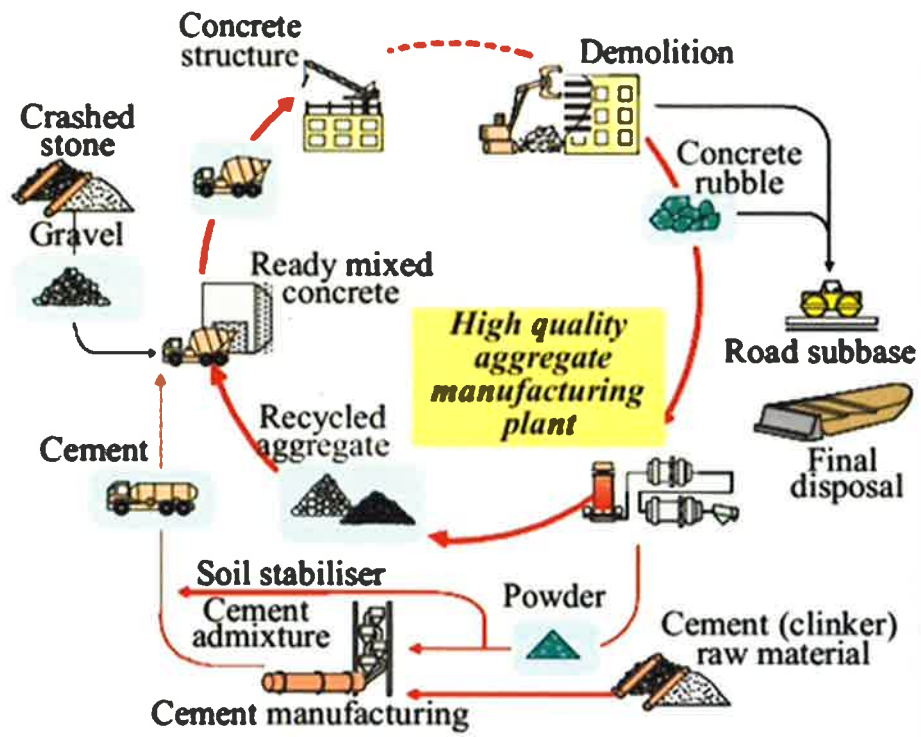 Concrete
structure
Demolition
Crashed
stone
Concrete
rubble
Gravel
Ready mixed
concrete
High quality
aggregate
manufacturing
plant
Road subbase
Recycled
aggregate
Cement
Final
disposal
Soil stabiliser
Powder
Cement
admixture
Cement (clinker)
raw material
Cement manufacturing